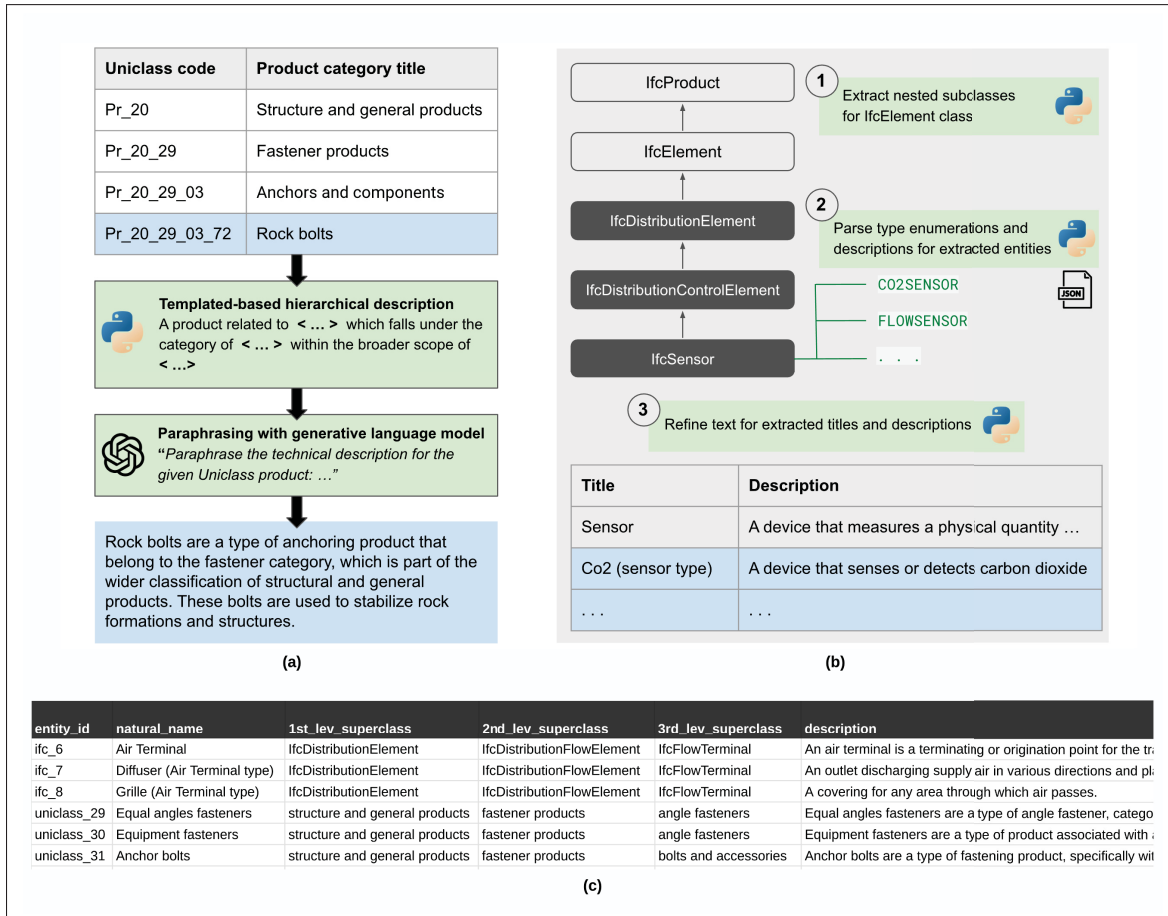 Uniclass code Product category title
Pr_20 Structure and general products
Pr_20_29 Fastener products
Pr_20_29_03 Anchors and components
Pr_20_29_03_72 Rock bolts
Templated-based hierarchical description
A product related to < ... > which falls under the
category of < ... > within the broader scope of
< ...>
Paraphrasing with generative language model
“Paraphrase the technical description for the
given Uniclass product: …”
Rock bolts are a type of anchoring product that
belong to the fastener category, which is part of the
wider classification of structural and general
products. These bolts are used to stabilize rock
formations and structures.
(a)
IfcProduct
IfcElement
IfcDistributionElement
IfcDistributionControlElement
IfcSensor
1
Extract nested subclasses
for IfcElement class
2
Parse type enumerations and
descriptions for extracted entities
JSON
CO2SENSOR
FLOWSENSOR
. . .
3
Refine text for extracted titles and descriptions
Title Description
Sensor A device that measures a physical quantity …
Co2 (sensor type) A device that senses or detects carbon dioxide
. . . . . .
(b)
entity_id natural_name 1st_lev_superclass 2nd_lev_superclass 3rd_lev_superclass description
ifc_6 Air Terminal IfcDistributionElement IfcDistributionFlowElement IfcFlowTerminal An air terminal is a terminating or origination point for the
ifc_7 Diffuser (Air Terminal type) IfcDistributionElement IfcDistributionFlowElement IfcFlowTerminal An outlet discharging supply air in various directions and
ifc_8 Grille (Air Terminal type) IfcDistributionElement IfcDistributionFlowElement IfcFlowTerminal A covering for any area through which air passes.
uniclass_29 Equal angles fasteners structure and general products fastener products angle fasteners Equal angles fasteners are a type of angle fastener,
uniclass_30 Equipment fasteners structure and general products fastener products angle fasteners Equipment fasteners are a type of product associated with
uniclass_31 Anchor bolts structure and general products fastener products bolts and accessories Anchor bolts are a type of fastening product, specifically
(c)